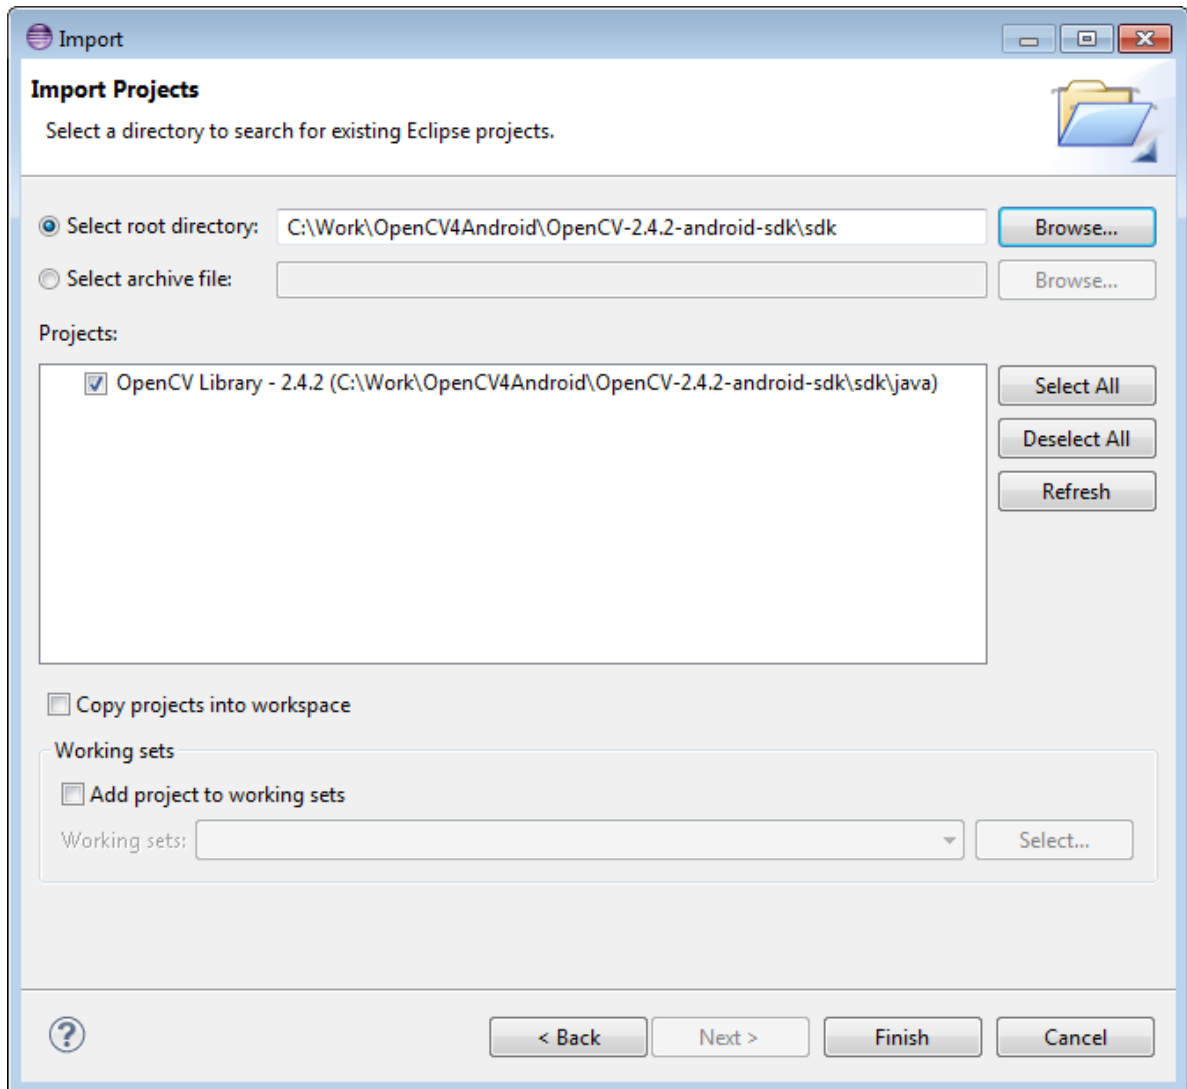 Import
Import Projects
Select a directory to search for existing Eclipse projects.
Select root directory: C:\Work\OpenCV4Android\OpenCV-2.4.2-android-sdk\sdk Browse...
Select archive file: Browse...
Projects:
OpenCV Library - 2.4.2 (C:\Work\OpenCV4Android\OpenCV-2.4.2-android-sdk\sdk\java)
Select All
Deselect All
Refresh
Copy projects into workspace
Working sets
Add project to working sets
Working sets: Select...
? < Back Next > Finish Cancel